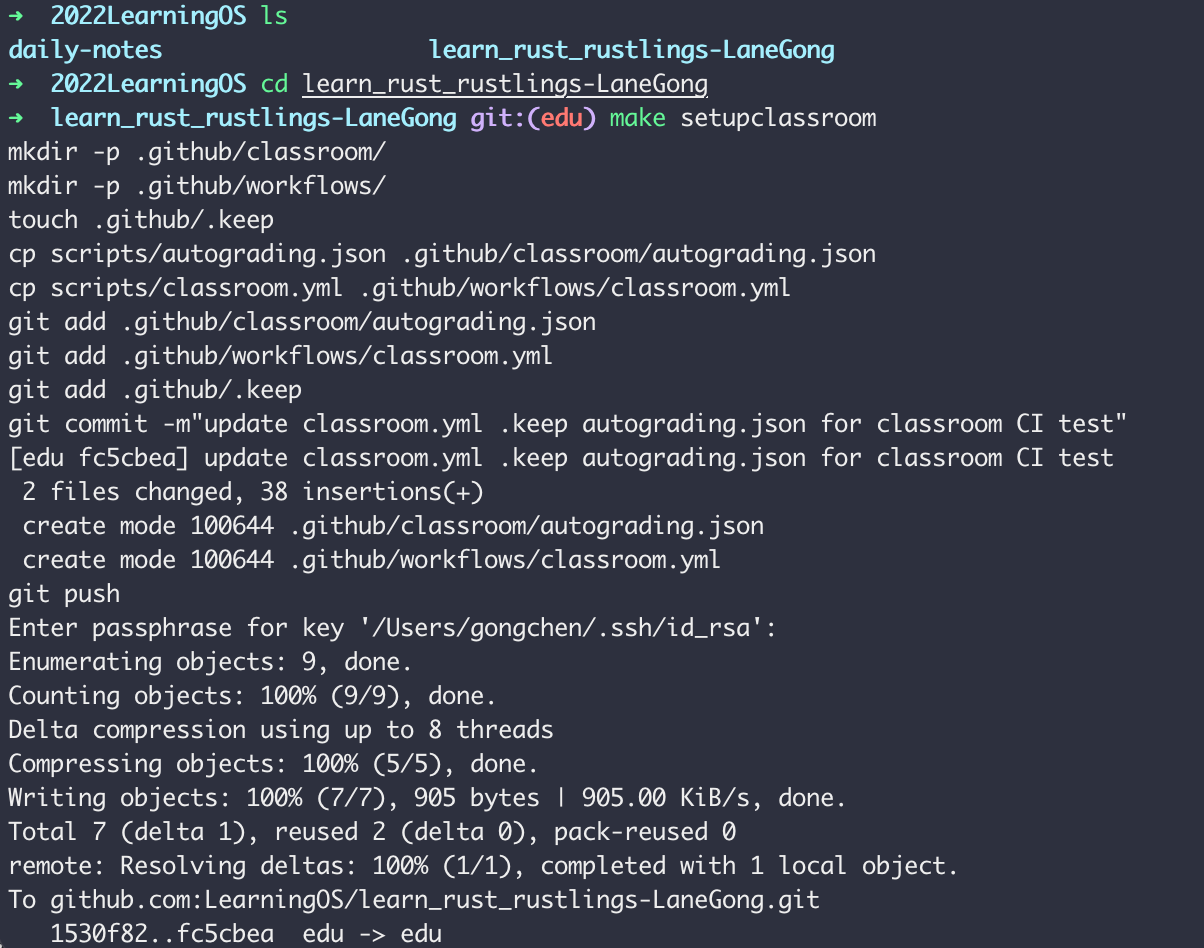 ➜  2022LearningOS ls
daily-notes                   learn_rust_rustlings-LaneGong
➜  2022LearningOS cd learn_rust_rustlings-LaneGong
➜  learn_rust_rustlings-LaneGong git:(edu) make setupclassroom
mkdir -p .github/classroom/
mkdir -p .github/workflows/
touch .github/.keep
cp scripts/autograding.json .github/classroom/autograding.json
cp scripts/classroom.yml .github/workflows/classroom.yml
git add .github/classroom/autograding.json
git add .github/workflows/classroom.yml
git add .github/.keep
git commit -m"update classroom.yml .keep autograding.json for classroom CI test"
[edu fc5cbea] update classroom.yml .keep autograding.json for classroom CI test
 2 files changed, 38 insertions(+)
 create mode 100644 .github/classroom/autograding.json
 create mode 100644 .github/workflows/classroom.yml
git push
Enter passphrase for key '/Users/gongchen/.ssh/id_rsa':
Enumerating objects: 9, done.
Counting objects: 100% (9/9), done.
Delta compression using up to 8 threads
Compressing objects: 100% (5/5), done.
Writing objects: 100% (7/7), 905 bytes | 905.00 KiB/s, done.
Total 7 (delta 1), reused 2 (delta 0), pack-reused 0
remote: Resolving deltas: 100% (1/1), completed with 1 local object.
To github.com:LearningOS/learn_rust_rustlings-LaneGong.git
   1530f82..fc5cbea  edu -> edu